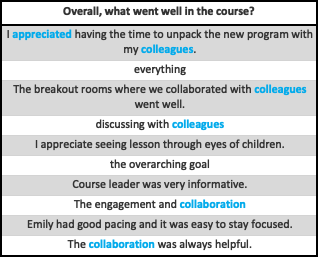 Overall, what went well in the course?
I appreciated having the time to unpack the new program with
my colleagues.
everything
The breakout rooms where we collaborated with colleagues
went well.
discussing with colleagues
I appreciate seeing lesson through eyes of children.
the overarching goal
Course leader was very informative.
The engagement and collaboration
Emily had good pacing and it was easy to stay focused.
The collaboration was always helpful.